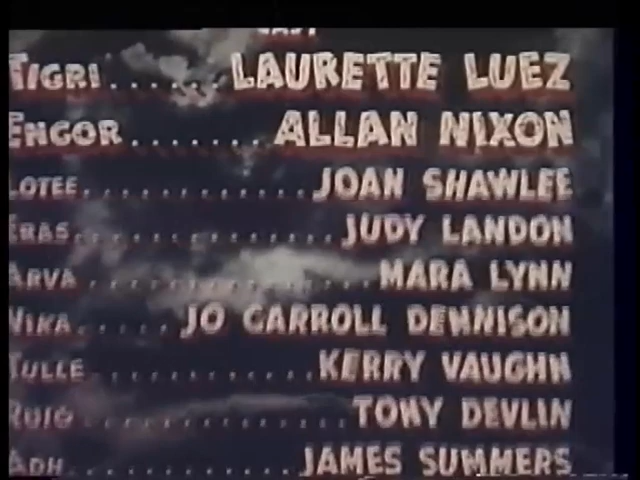 CAST
TIGRI...... LAURETTE LUEZ
ENGOR....... ALLAN NIXON
LOTEE............. JOAN SHAWLEE
ERAS............... JUDY LANDON
ARVA................ MARA LYNN
NIKA...... JO CARROLL DENNISON
TULLE............. KERRY VAUGHN
RUIG................ TONY DEVLIN
ADH.............. JAMES SUMMERS